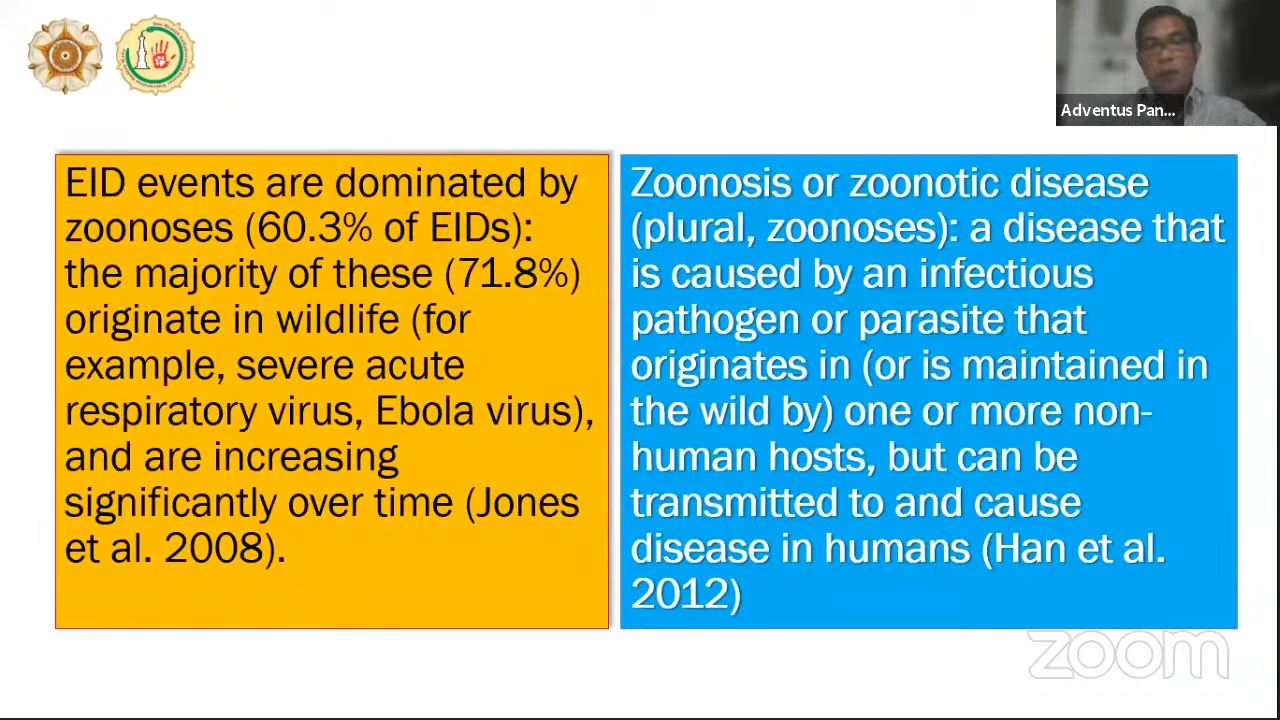 Adventus Pan...
EID events are dominated by
zoonoses (60.3% of EIDs):
the majority of these (71.8%)
originate in wildlife (for
example, severe acute
respiratory virus, Ebola virus),
and are increasing
significantly over time (Jones
et al. 2008).
Zoonosis or zoonotic disease
(plural, zoonoses): a disease that
is caused by an infectious
pathogen or parasite that
originates in (or is maintained in
the wild by) one or more non-
human hosts, but can be
transmitted to and cause
disease in humans (Han et al.
2012)
zoom